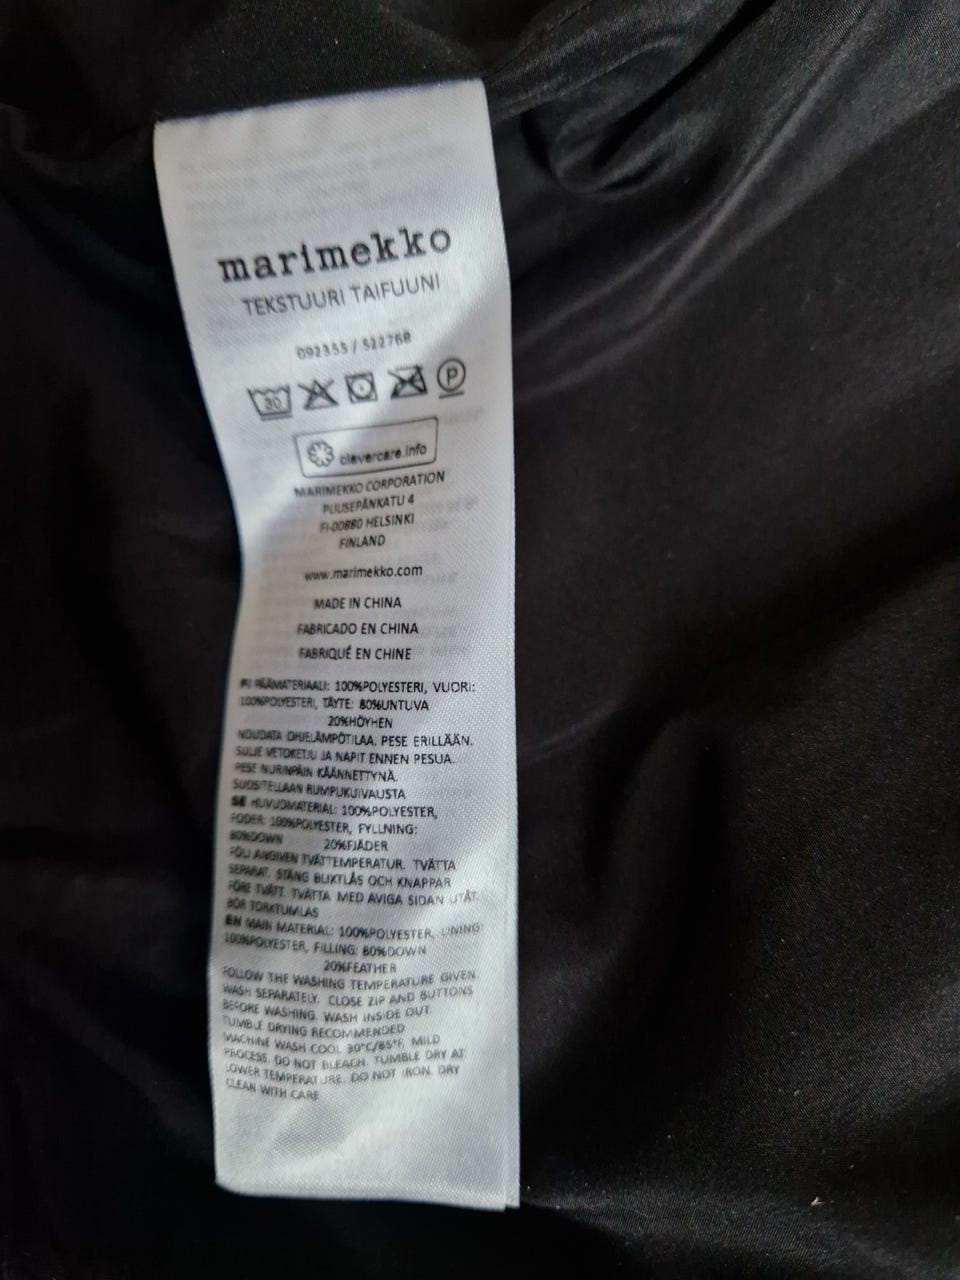 marimekko
TEKSTUURI TAIFUUNI
092355 / 522768
30 P
clevercare.info
MARIMEKKO CORPORATION
PUUSEPÄNKATU 4
FI-00880 HELSINKI
FINLAND
www.marimekko.com
MADE IN CHINA
FABRICADO EN CHINA
FABRIQUÉ EN CHINE
FI PÄÄMATERIAALI: 100%POLYESTERI, VUORI:
100%POLYESTERI, TÄYTE: 80%UNTUVA
20%HÖYHEN
NOUDATA OHJELÄMPÖTILAA. PESE ERILLÄÄN.
SULJE VETOKETJU JA NAPIT ENNEN PESUA.
PESE NURINPÄIN KÄÄNNETTYNÄ.
SUOSITELLAAN RUMPUKUIVAUSTA
SE HUVUDMATERIAL: 100%POLYESTER,
FODER: 100%POLYESTER, FYLLNING:
80%DOWN 20%FJÄDER
FÖLJ ANGIVEN TVÄTTEMPERATUR. TVÄTTA
SEPARAT. STÄNG BLIXTLÅS OCH KNAPPAR
FÖRE TVÄTT. TVÄTTA MED AVIGA SIDAN UTÅT.
BÖR TORKTUMLAS
EN MAIN MATERIAL: 100%POLYESTER, LINING:
100%POLYESTER, FILLING: 80%DOWN
20%FEATHER
FOLLOW THE WASHING TEMPERATURE GIVEN.
WASH SEPARATELY. CLOSE ZIP AND BUTTONS
BEFORE WASHING. WASH INSIDE OUT.
TUMBLE DRYING RECOMMENDED
MACHINE WASH COOL 30°C/85°F, MILD
PROCESS. DO NOT BLEACH. TUMBLE DRY AT
LOWER TEMPERATURE. DO NOT IRON. DRY
CLEAN WITH CARE